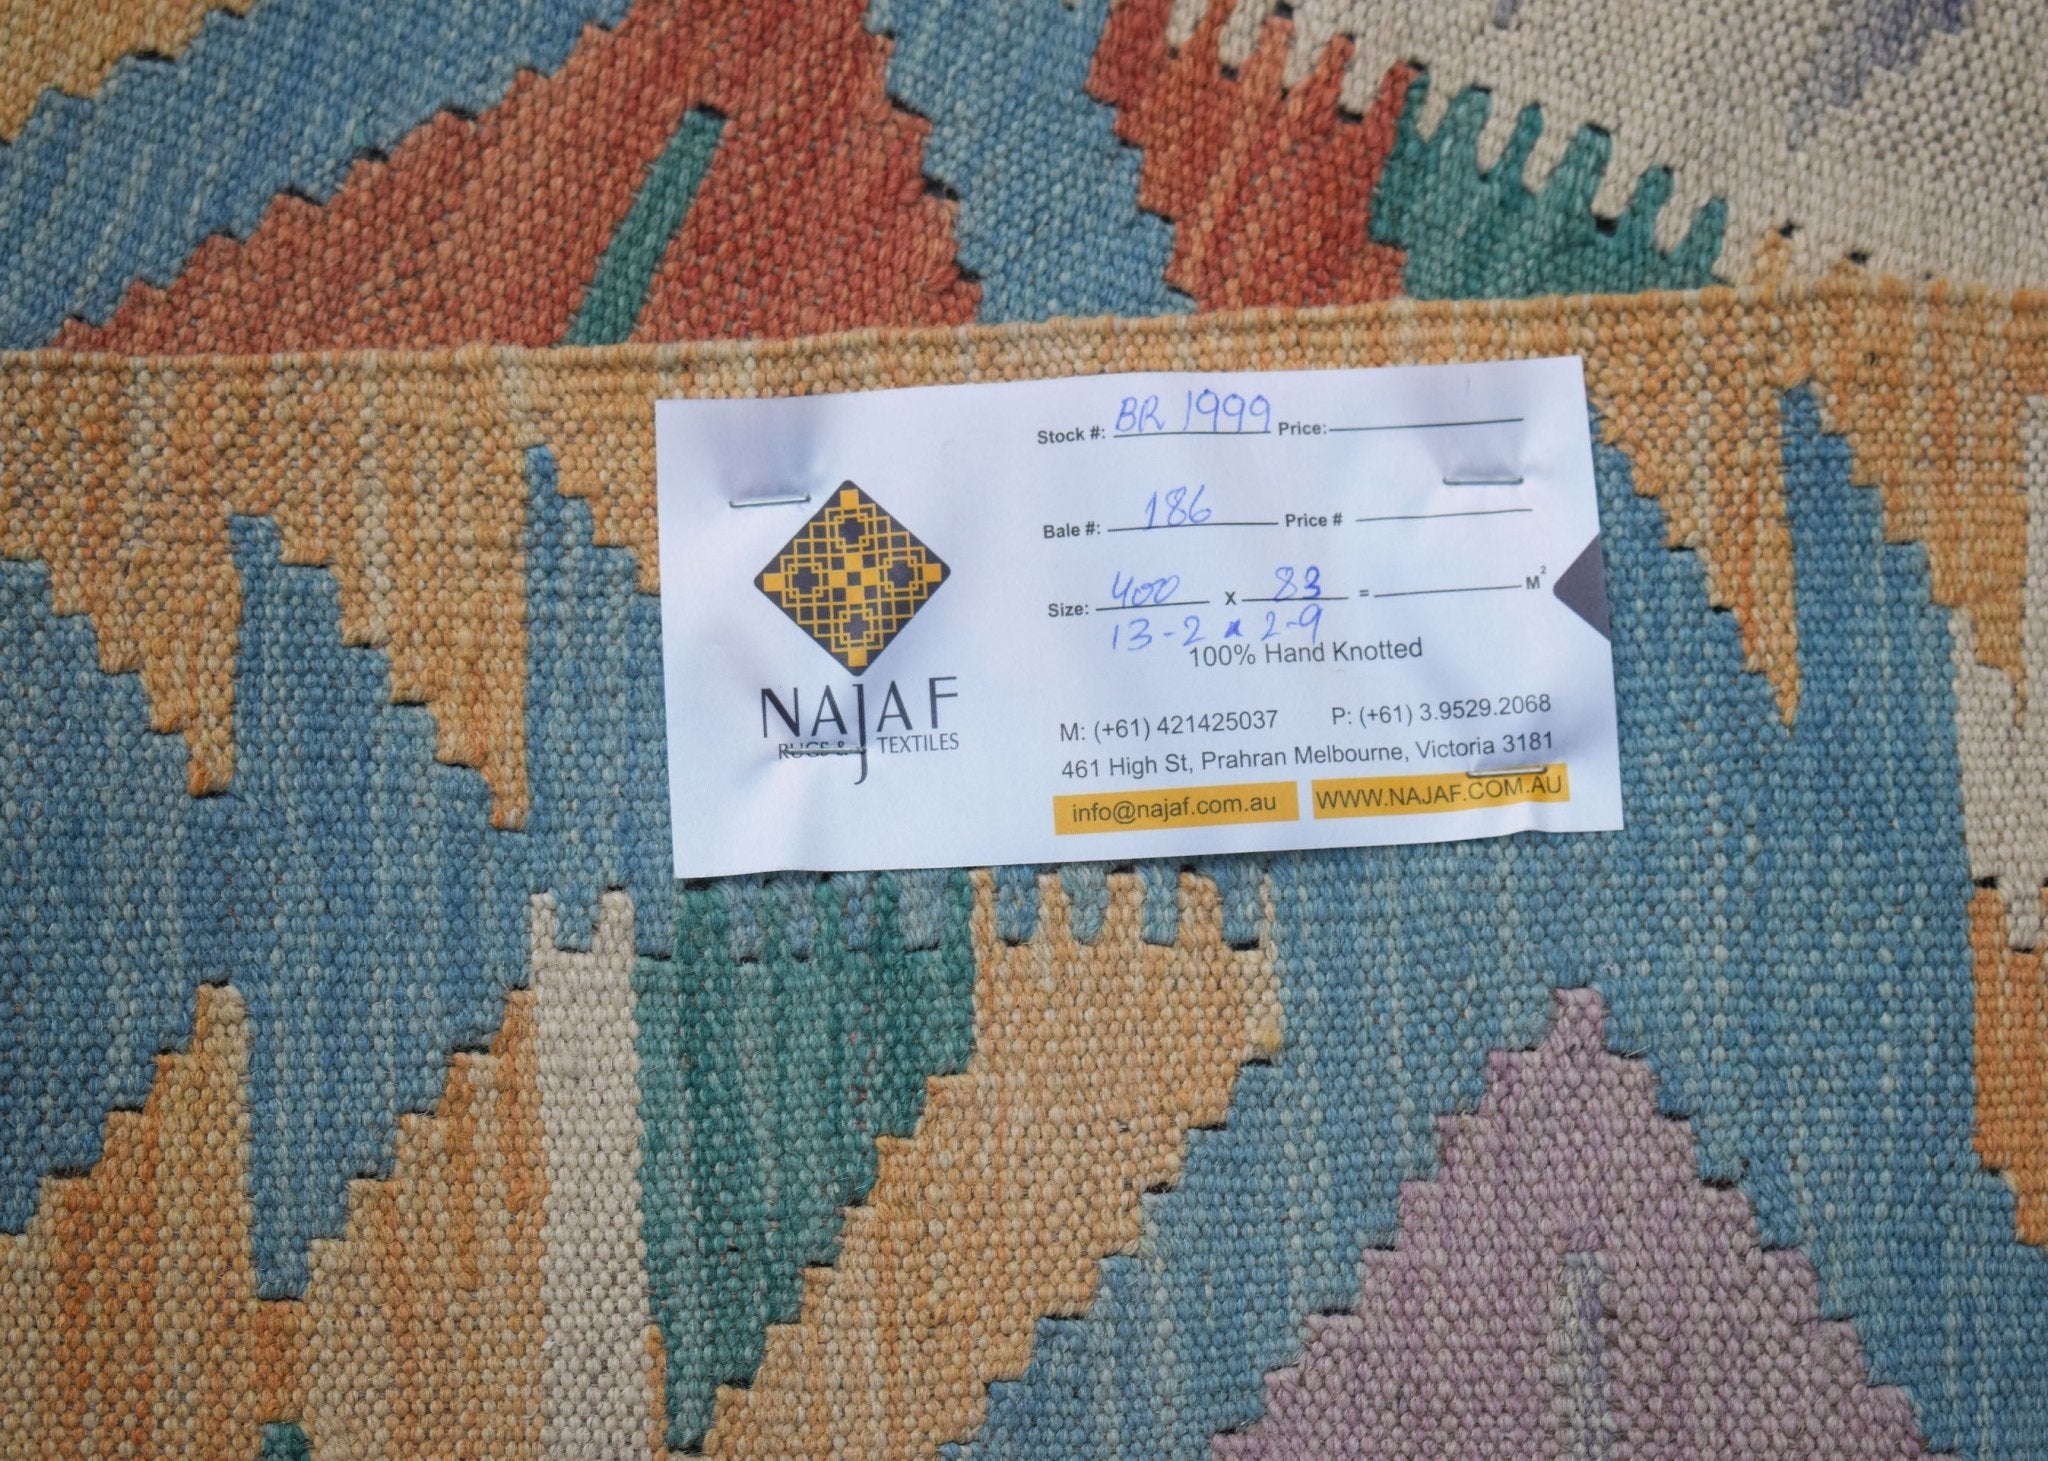 Stock #: BR 1999 Price:
Bale #: 186 Price #
Size: 400 X 83 = M²
13-2 x 2-9
100% Hand Knotted
NAJAF
RUGS & TEXTILES
M: (+61) 421425037 P: (+61) 3.9529.2068
461 High St, Prahran Melbourne, Victoria 3181
info@najaf.com.au WWW.NAJAF.COM.AU